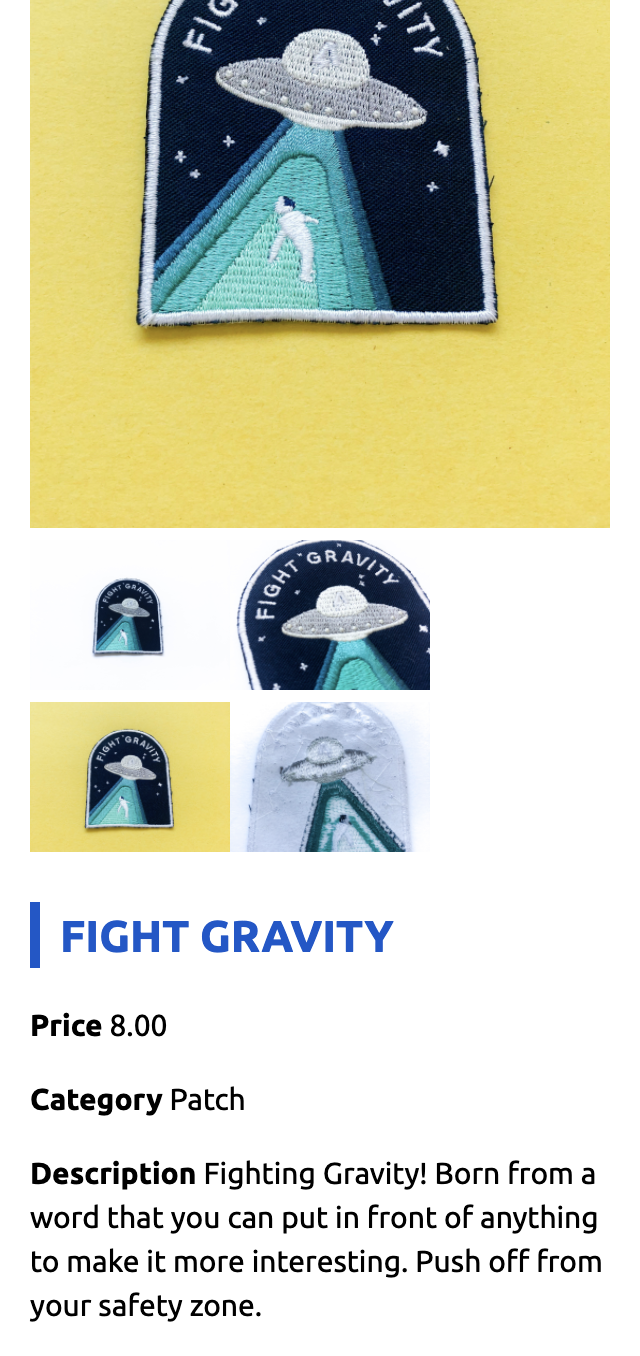 FIG AVITY
FIGHT GRAVITY
FIGHT GRAVITY
FIGHT GRAVITY
FIGHT GRAVITY
Price 8.00
Category Patch
Description Fighting Gravity! Born from a
word that you can put in front of anything
to make it more interesting. Push off from
your safety zone.